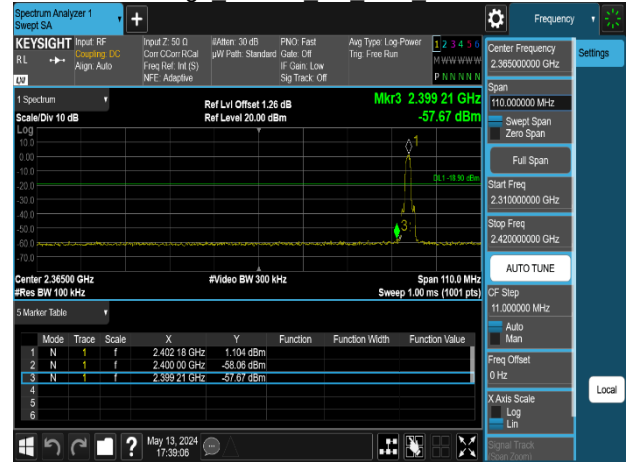 Spectrum Analyzer 1
Swept SA
Frequency
KEYSIGHT Input: RF Input Z: 50 Ω #Atten: 30 dB PNO: Fast Avg Type: Log-Power 1 2 3 4 5 6
RL Coupling: DC Corr CCorr RCal µW Path: Standard Gate: Off Trig: Free Run M W W W W W
Align: Auto Freq Ref: Int (S) IF Gain: Low
NFE: Adaptive Sig Track: Off P N N N N N
1 Spectrum
Scale/Div 10 dB
Ref Lvl Offset 1.26 dB
Ref Level 20.00 dBm
Mkr3 2.399 21 GHz
-57.67 dBm
Log
10.0
0.00
-10.0
-20.0
-30.0
-40.0
-50.0
-60.0
-70.0
1
DL1 -18.90 dBm
3
Center 2.36500 GHz #Video BW 300 kHz Span 110.0 MHz
#Res BW 100 kHz Sweep 1.00 ms (1001 pts)
5 Marker Table
Mode Trace Scale X Y Function Function Width Function Value
1 N 1 f 2.402 18 GHz 1.104 dBm
2 N 1 f 2.400 00 GHz -58.06 dBm
3 N 1 f 2.399 21 GHz -57.67 dBm
4
5
6
May 13, 2024
17:39:06
Center Frequency
2.365000000 GHz
Span
110.000000 MHz
Swept Span
Zero Span
Full Span
Start Freq
2.310000000 GHz
Stop Freq
2.420000000 GHz
AUTO TUNE
CF Step
11.000000 MHz
Auto
Man
Freq Offset
0 Hz
X Axis Scale
Log
Lin
Signal Track
(Span Zoom)
Settings
Local